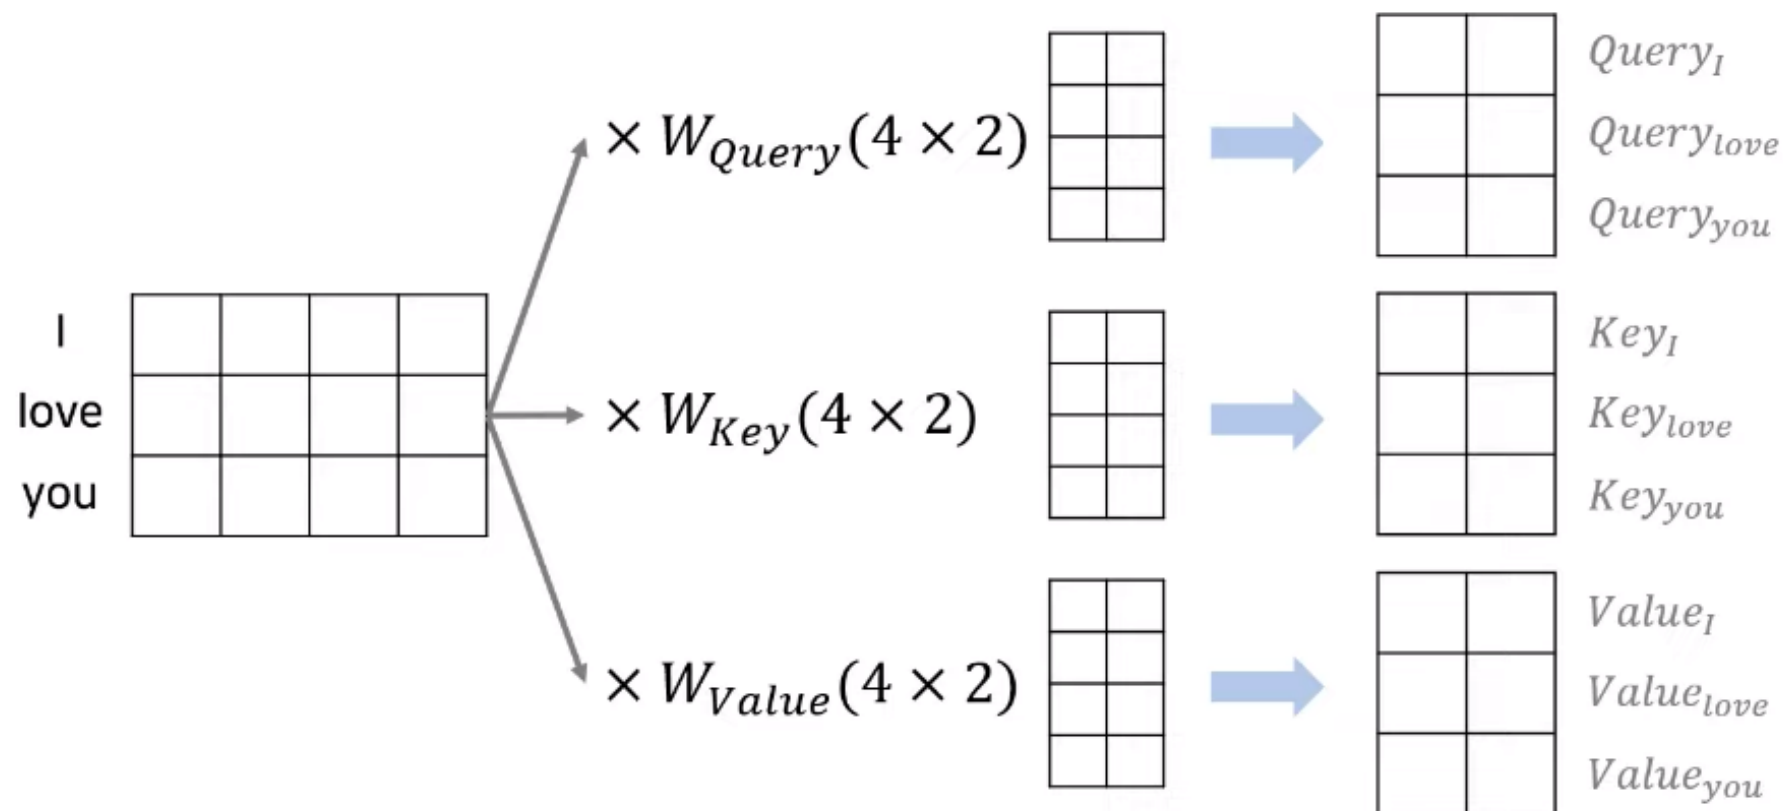 I
love
you
× W_Query(4 × 2)
Query_I
Query_love
Query_you
× W_Key(4 × 2)
Key_I
Key_love
Key_you
× W_Value(4 × 2)
Value_I
Value_love
Value_you